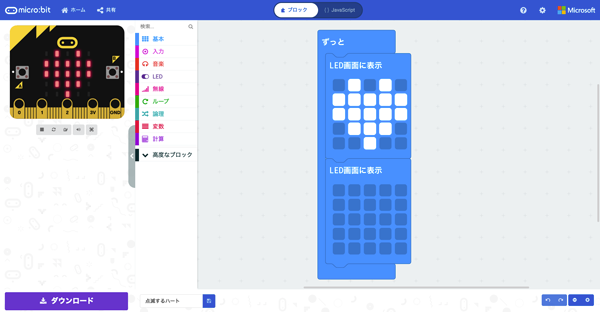 micro:bit ホーム 共有 ブロック JavaScript Microsoft
検索...
基本
入力
音楽
LED
無線
ループ
論理
変数
計算
高度なブロック
ずっと
LED画面に表示
LED画面に表示
0 1 2 3V GND
ダウンロード
点滅するハート